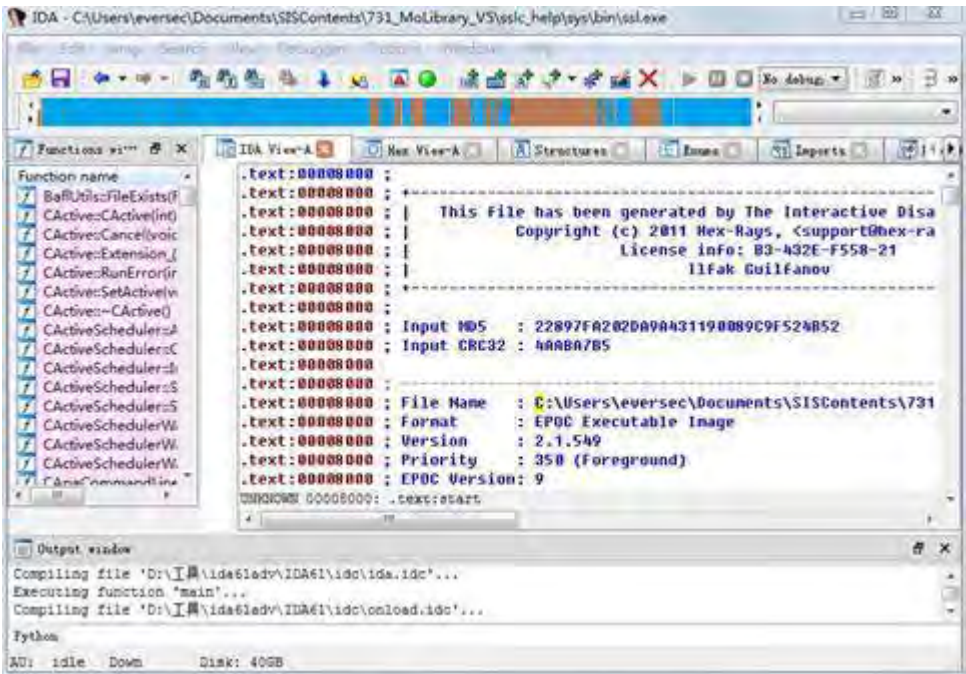 IDA - C:\Users\eversec\Documents\SISContents\731_MoLibrary_VS\sslc_help\sys\bin\ssl.exe
No debug
Functions wi...
IDA View-A
Hex View-A
Structures
Enums
Imports
Function name
BaflUtils::FileExists(F
CActive::CActive(int)
CActive::Cancel(voic
CActive::Extension_(
CActive::RunError(ir
CActive::SetActive(v
CActive::~CActive()
CActiveScheduler::A
CActiveScheduler::C
CActiveScheduler::I
CActiveScheduler::S
CActiveScheduler::S
CActiveSchedulerW
CActiveSchedulerW
CActiveSchedulerW
CApaCommandLine
.text:00008000 ;
.text:00008000 ; +-----------------------------------------------
.text:00008000 ; |   This file has been generated by The Interactive Disa
.text:00008000 ; |          Copyright (c) 2011 Hex-Rays, <support@hex-ra
.text:00008000 ; |                      License info: B3-432E-F558-21
.text:00008000 ; |                              Ilfak Guilfanov
.text:00008000 ; +-----------------------------------------------
.text:00008000 ;
.text:00008000 ; Input MD5   : 22897FA202DA9A431190089C9F524B52
.text:00008000 ; Input CRC32 : 4AABA7B5
.text:00008000
.text:00008000 ; -----------------------------------------------
.text:00008000 ; File Name   : C:\Users\eversec\Documents\SISContents\731
.text:00008000 ; Format      : EPOC Executable Image
.text:00008000 ; Version     : 2.1.549
.text:00008000 ; Priority    : 350 (Foreground)
.text:00008000 ; EPOC Version: 9
UNKNOWN 00008000: .text:start
Output window
Compiling file 'D:\工具\ida61adv\IDA61\idc\ida.idc'...
Executing function 'main'...
Compiling file 'D:\工具\ida61adv\IDA61\idc\onload.idc'...
Python
AU: idle Down Disk: 40GB